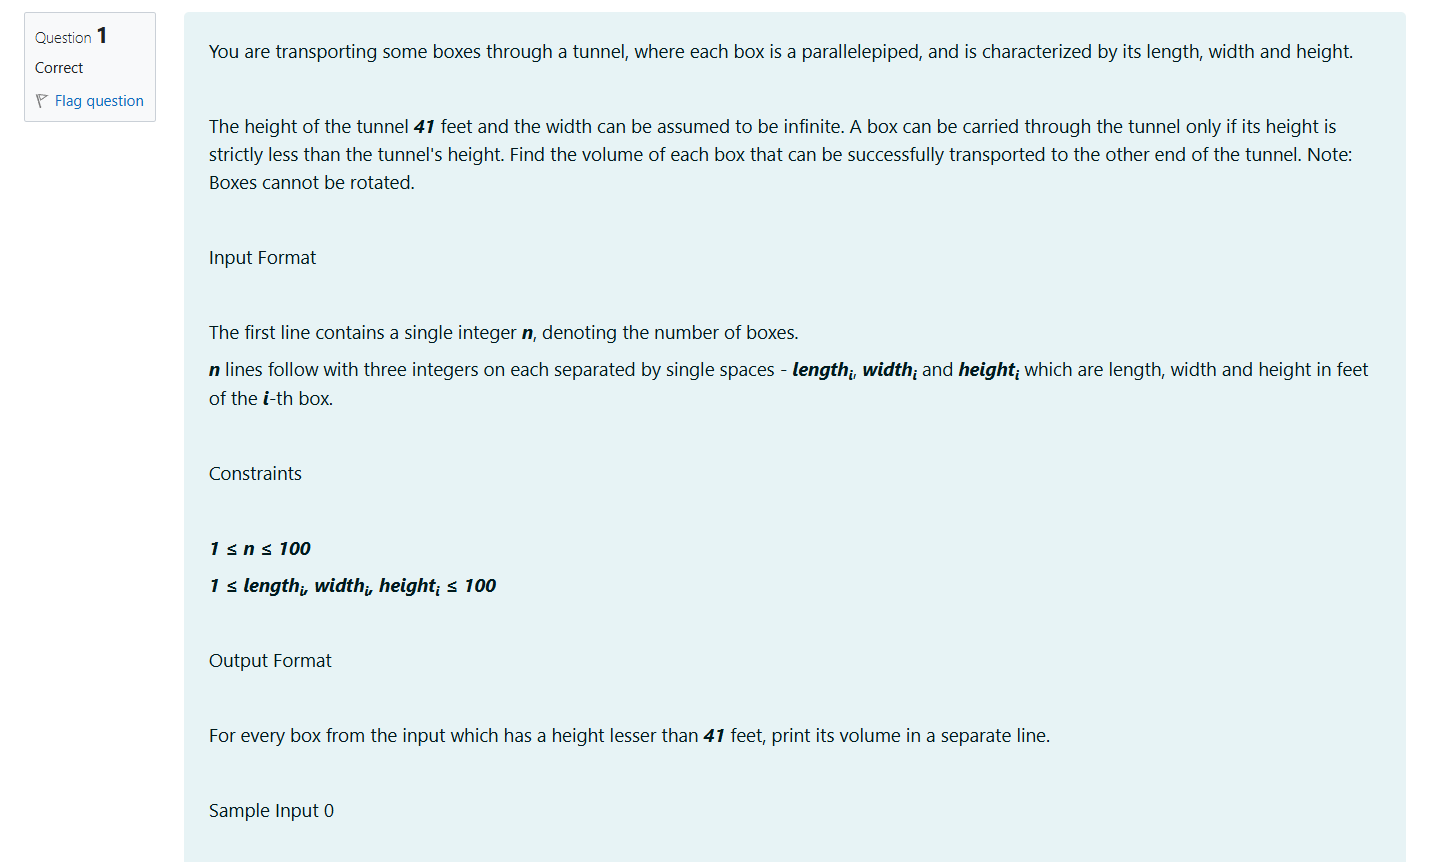 Question 1
Correct
Flag question
You are transporting some boxes through a tunnel, where each box is a parallelepiped, and is characterized by its length, width and height.
The height of the tunnel 41 feet and the width can be assumed to be infinite. A box can be carried through the tunnel only if its height is
strictly less than the tunnel's height. Find the volume of each box that can be successfully transported to the other end of the tunnel. Note:
Boxes cannot be rotated.
Input Format
The first line contains a single integer n, denoting the number of boxes.
n lines follow with three integers on each separated by single spaces - lengthᵢ, widthᵢ and heightᵢ which are length, width and height in feet
of the i-th box.
Constraints
1 ≤ n ≤ 100
1 ≤ lengthᵢ, widthᵢ, heightᵢ ≤ 100
Output Format
For every box from the input which has a height lesser than 41 feet, print its volume in a separate line.
Sample Input 0